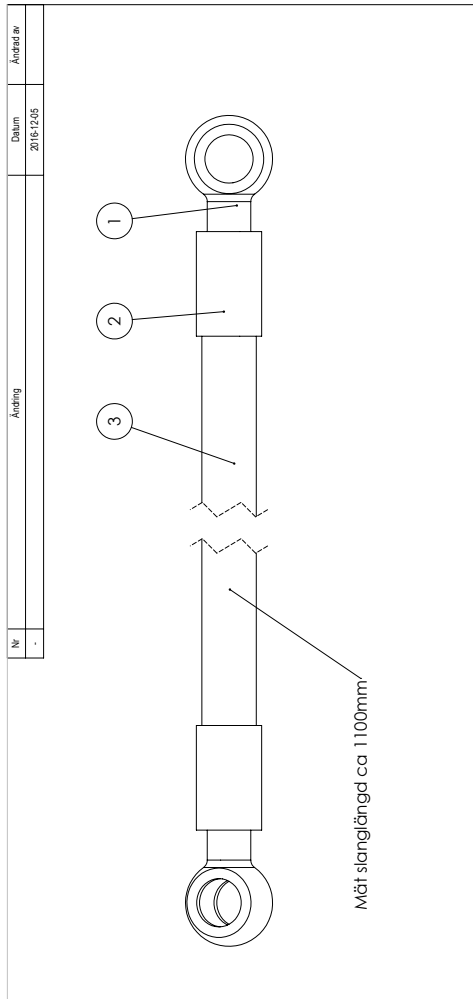 Nr Ändring Datum Ändrad av
- 2016-12-05
1
2
3
Mät slanglängd ca 1100mm